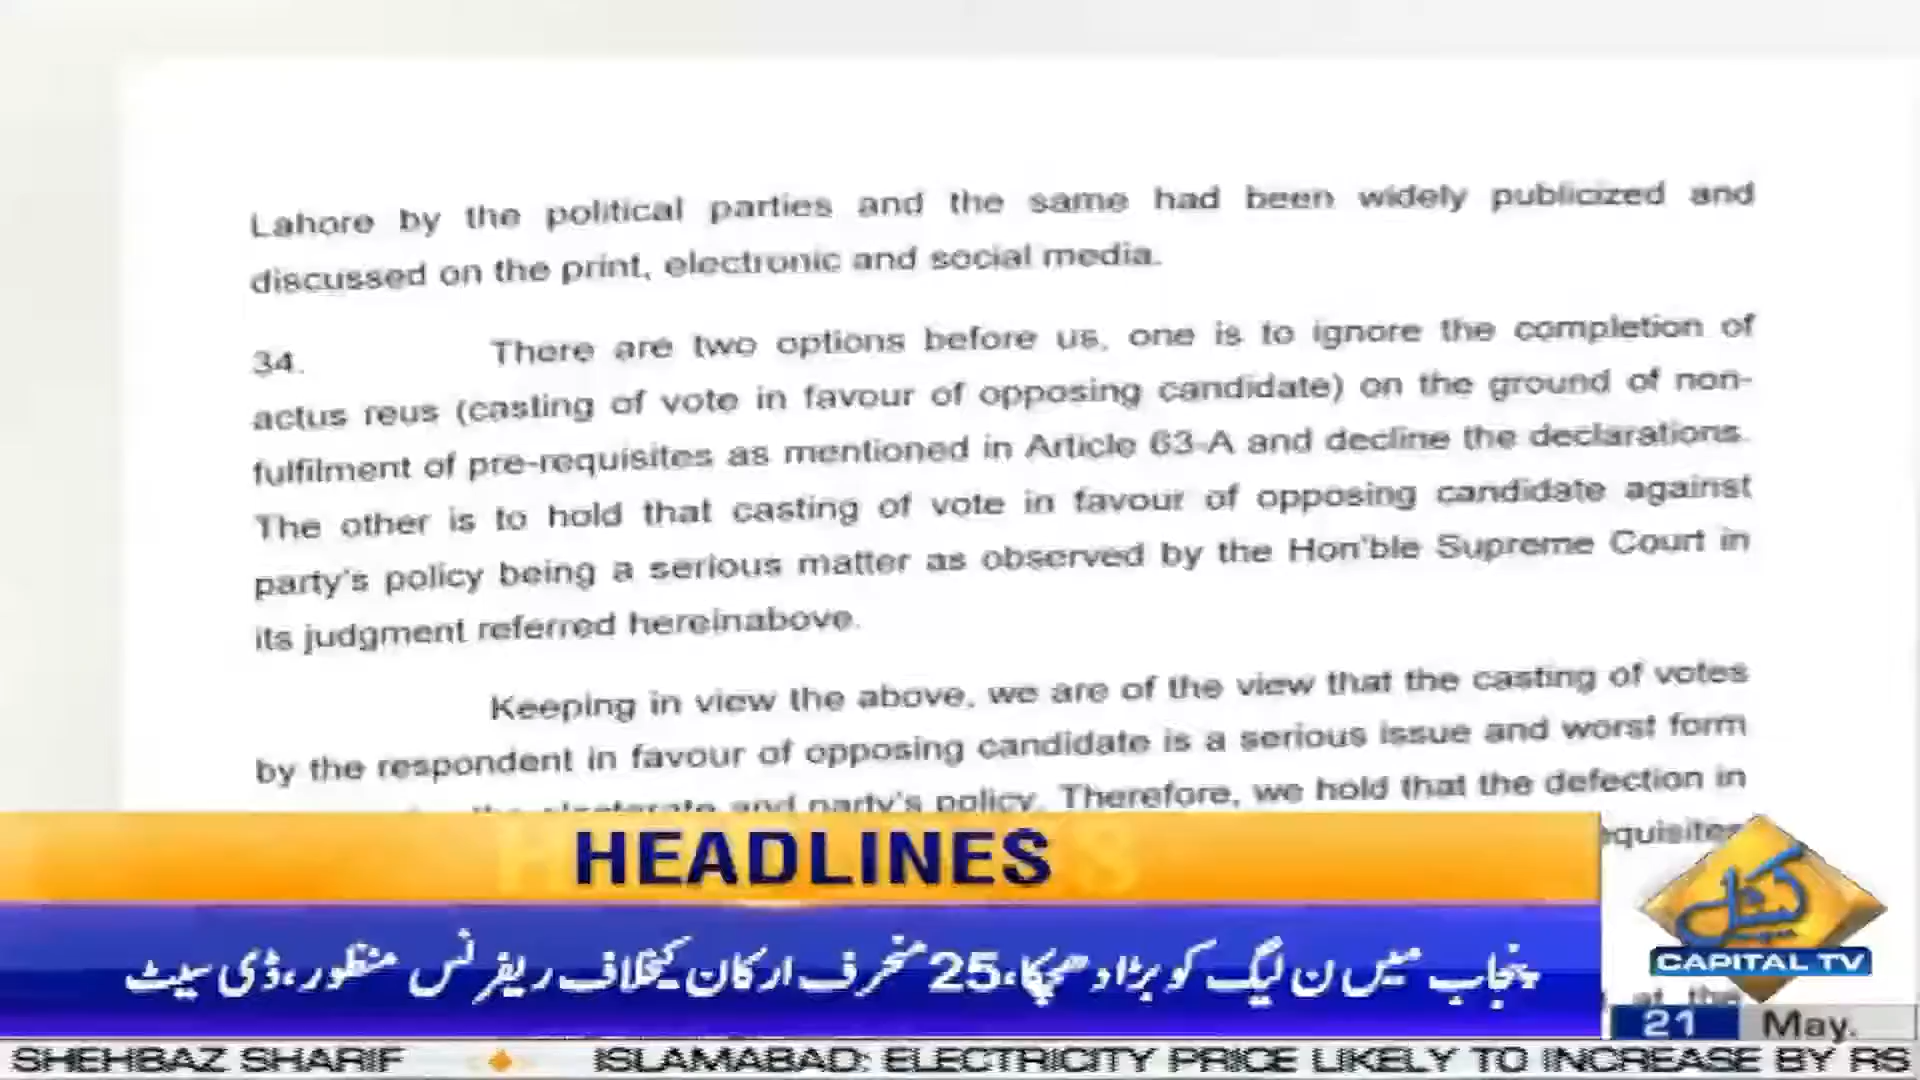 Lahore by the political parties and the same had been widely publicized and
discussed on the print, electronic and social media.
34. There are two options before us, one is to ignore the completion of
actus reus (casting of vote in favour of opposing candidate) on the ground of non-
fulfilment of pre-requisites as mentioned in Article 63-A and decline the declarations.
The other is to hold that casting of vote in favour of opposing candidate against
party's policy being a serious matter as observed by the Hon'ble Supreme Court in
its judgment referred hereinabove.
Keeping in view the above, we are of the view that the casting of votes
by the respondent in favour of opposing candidate is a serious issue and worst form
the electorate and party's policy. Therefore, we hold that the defection in
HEADLINES
پنجاب میں ن لیگ کو بڑا دھچکا، 25 منحرف ارکان کیخلاف ریفرنس منظور، ڈی سیٹ
کیپیٹل
CAPITAL TV
at the
21 May.
SHEHBAZ SHARIF ISLAMABAD: ELECTRICITY PRICE LIKELY TO INCREASE BY RS